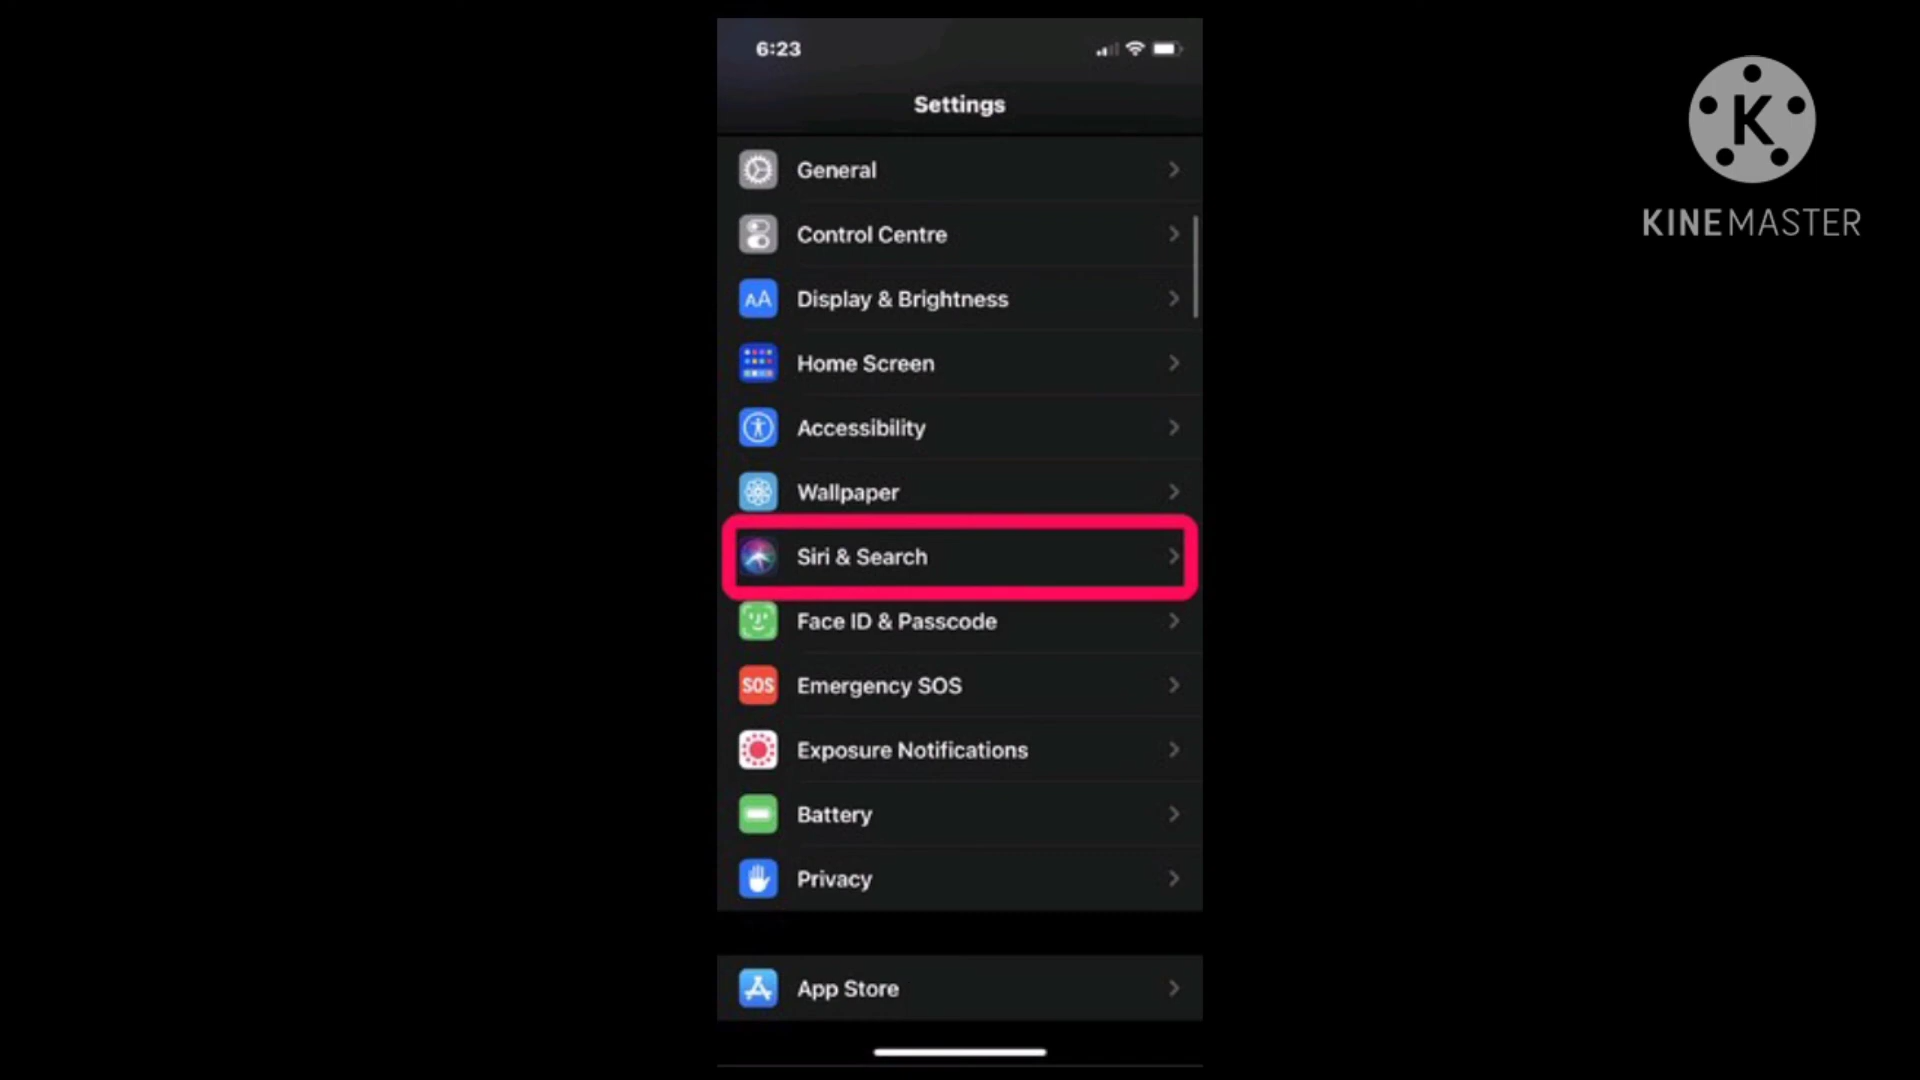 6:23
Settings
General
Control Centre
AA Display & Brightness
Home Screen
Accessibility
Wallpaper
Siri & Search
Face ID & Passcode
SOS Emergency SOS
Exposure Notifications
Battery
Privacy
App Store
K
KINEMASTER